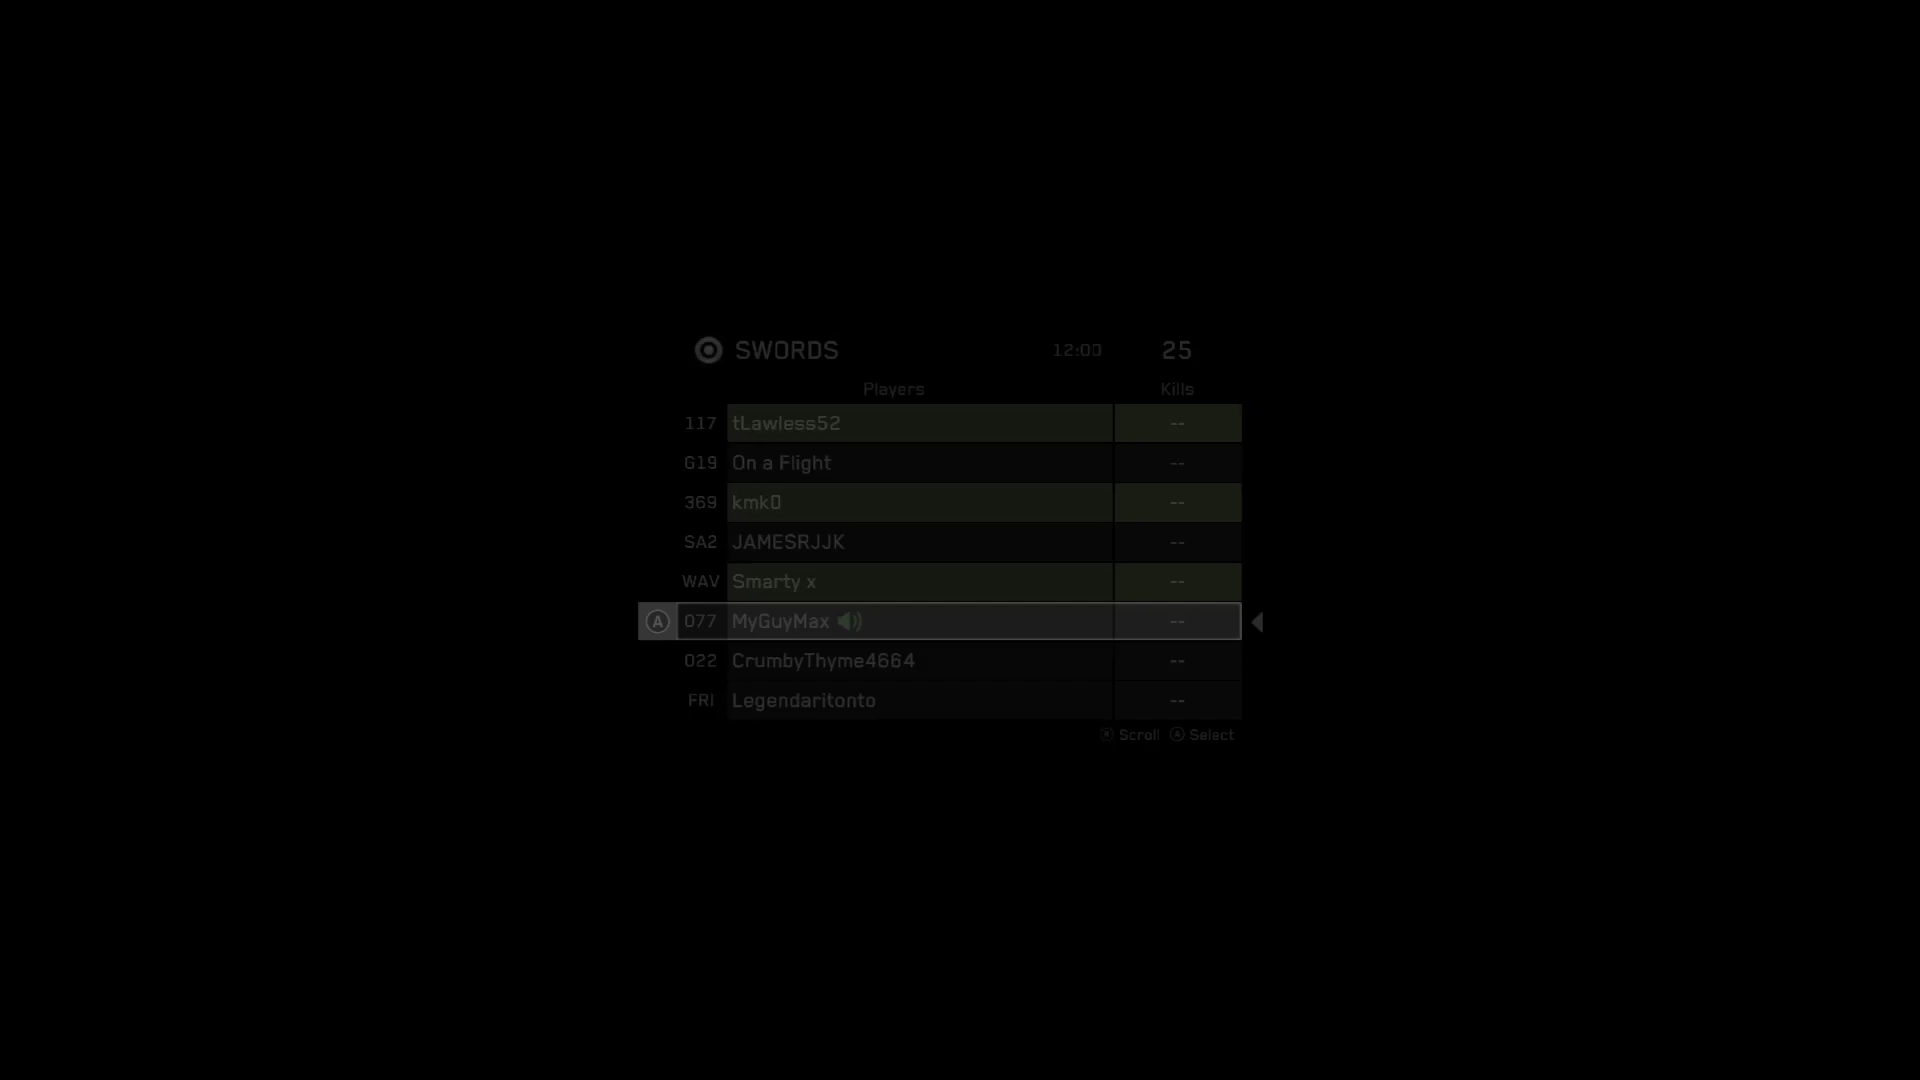 SWORDS 12:00 25
Players Kills
117 tLawless52 --
G19 On a Flight --
369 kmk0 --
SA2 JAMESRJJK --
WAV Smarty x --
A 077 MyGuyMax --
022 CrumbyThyme4664 --
FRI Legendaritonto --
Scroll A Select